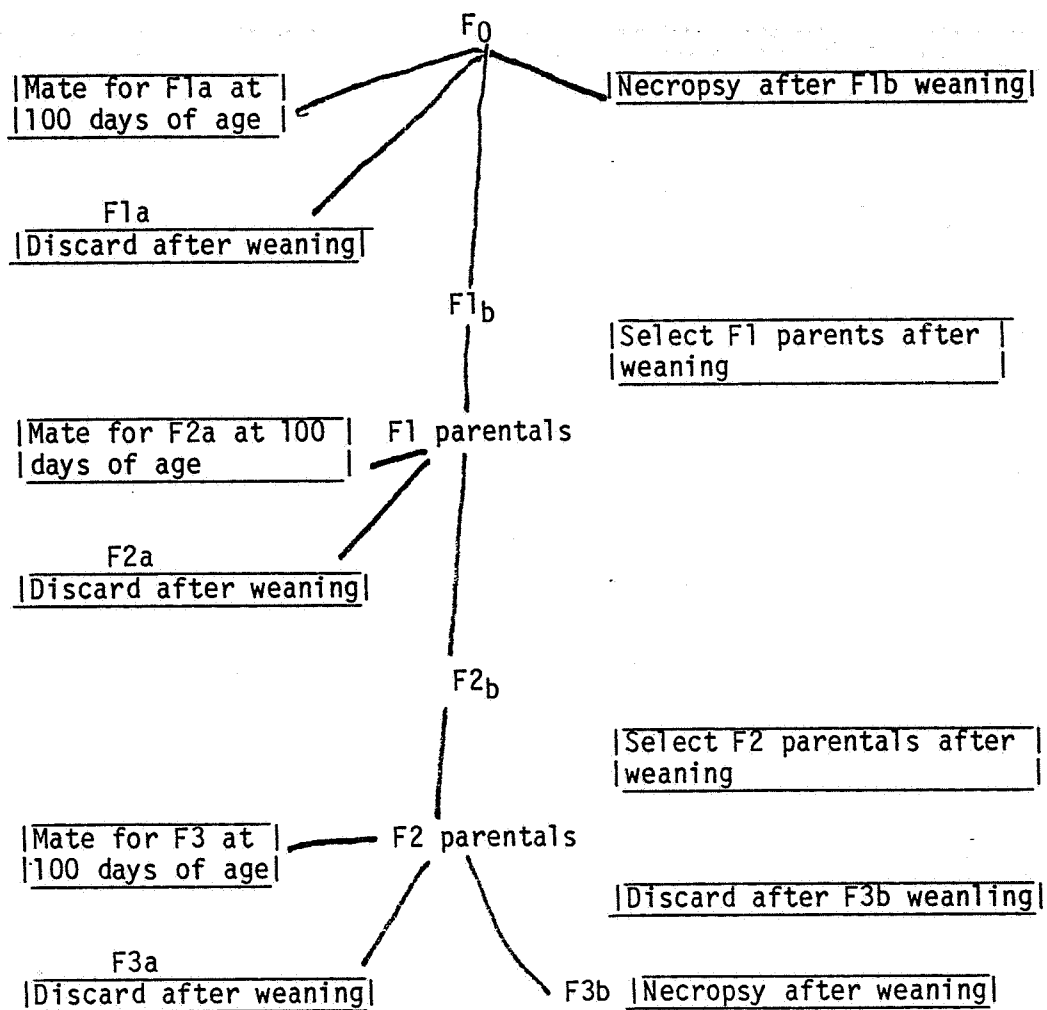 F0
Mate for F1a at
100 days of age
Necropsy after F1b weaning
F1a
Discard after weaning
F1b
Select F1 parents after
weaning
Mate for F2a at 100
days of age
F1 parentals
F2a
Discard after weaning
F2b
Select F2 parentals after
weaning
Mate for F3 at
100 days of age
F2 parentals
Discard after F3b weanling
F3a
Discard after weaning
F3b
Necropsy after weaning